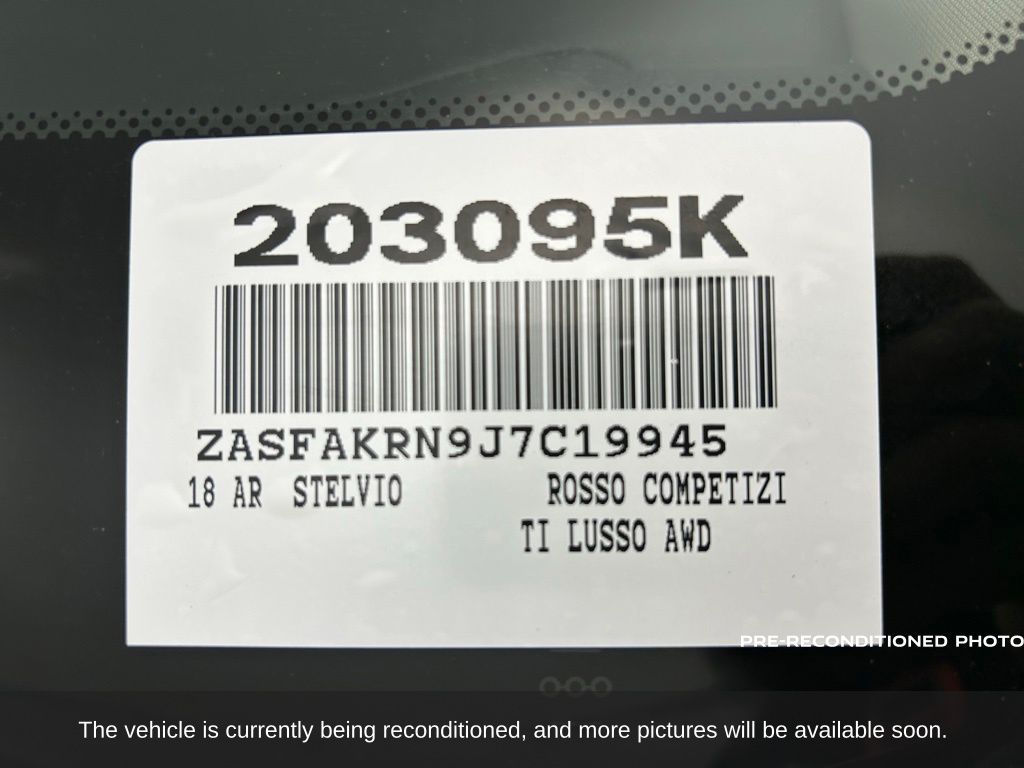 203095K
ZASFAKRN9J7C19945
18 AR STELVIO ROSSO COMPETIZI
TI LUSSO AWD
PRE-RECONDITIONED PHOTO
The vehicle is currently being reconditioned, and more pictures will be available soon.